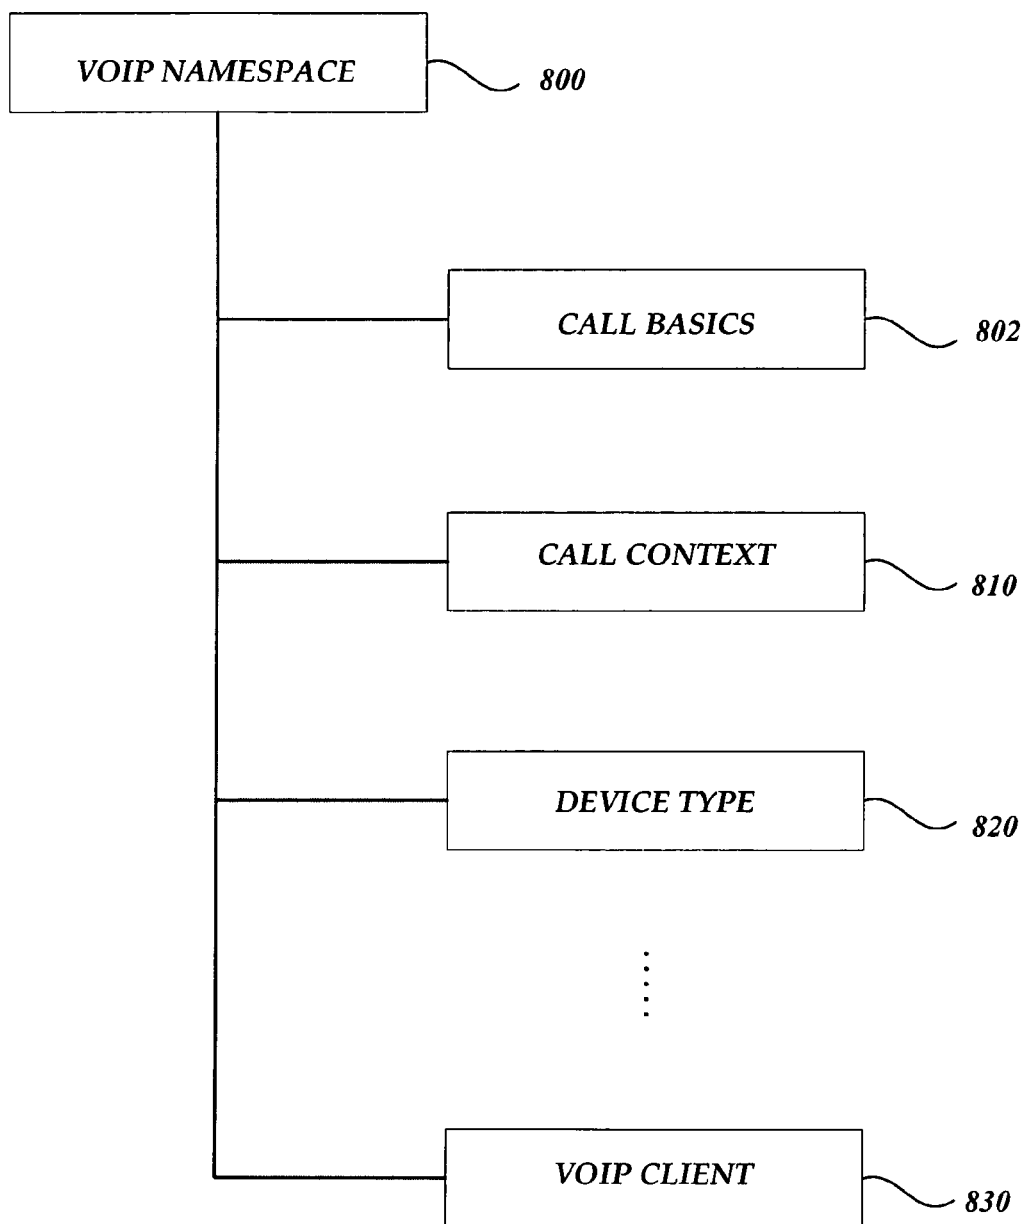 VOIP NAMESPACE
800
CALL BASICS
802
CALL CONTEXT
810
DEVICE TYPE
820
VOIP CLIENT
830